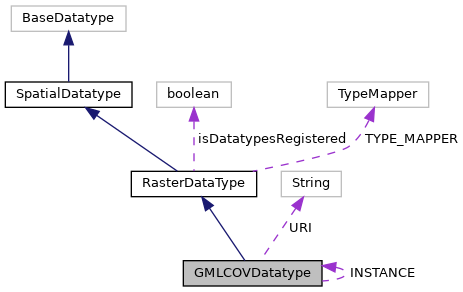 BaseDatatype
SpatialDatatype
boolean
TypeMapper
isDatatypesRegistered
TYPE_MAPPER
RasterDataType
String
URI
GMLCOVDatatype
INSTANCE